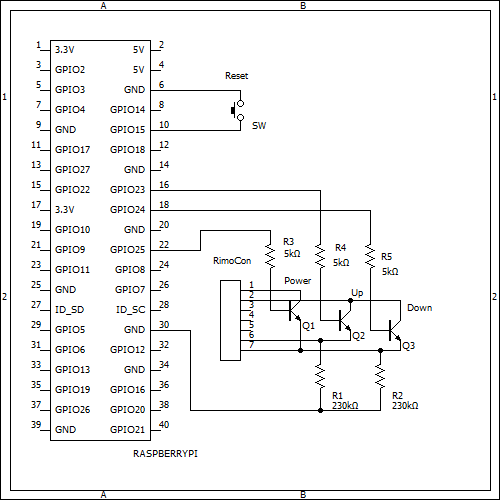 A B
1 1
2 2
A B
1 3.3V 5V 2
3 GPIO2 5V 4
5 GPIO3 GND 6
7 GPIO4 GPIO14 8
9 GND GPIO15 10
11 GPIO17 GPIO18 12
13 GPIO27 GND 14
15 GPIO22 GPIO23 16
17 3.3V GPIO24 18
19 GPIO10 GND 20
21 GPIO9 GPIO25 22
23 GPIO11 GPIO8 24
25 GND GPIO7 26
27 ID_SD ID_SC 28
29 GPIO5 GND 30
31 GPIO6 GPIO12 32
33 GPIO13 GND 34
35 GPIO19 GPIO16 36
37 GPIO26 GPIO20 38
39 GND GPIO21 40
RASPBERRYPI
Reset
SW
R3
5kΩ
R4
5kΩ
R5
5kΩ
RimoCon
1
2
3
4
5
6
7
Power
Q1
Up
Q2
Down
Q3
R1
230kΩ
R2
230kΩ